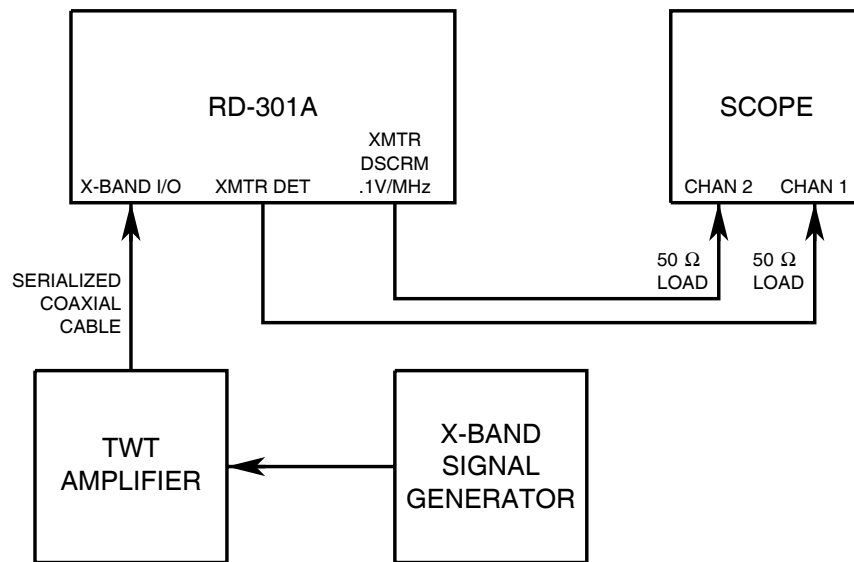 RD-301A
SCOPE
XMTR
DSCRM
.1V/MHz
X-BAND I/O
XMTR DET
CHAN 2
CHAN 1
50 Ω
LOAD
50 Ω
LOAD
SERIALIZED
COAXIAL
CABLE
TWT
AMPLIFIER
X-BAND
SIGNAL
GENERATOR